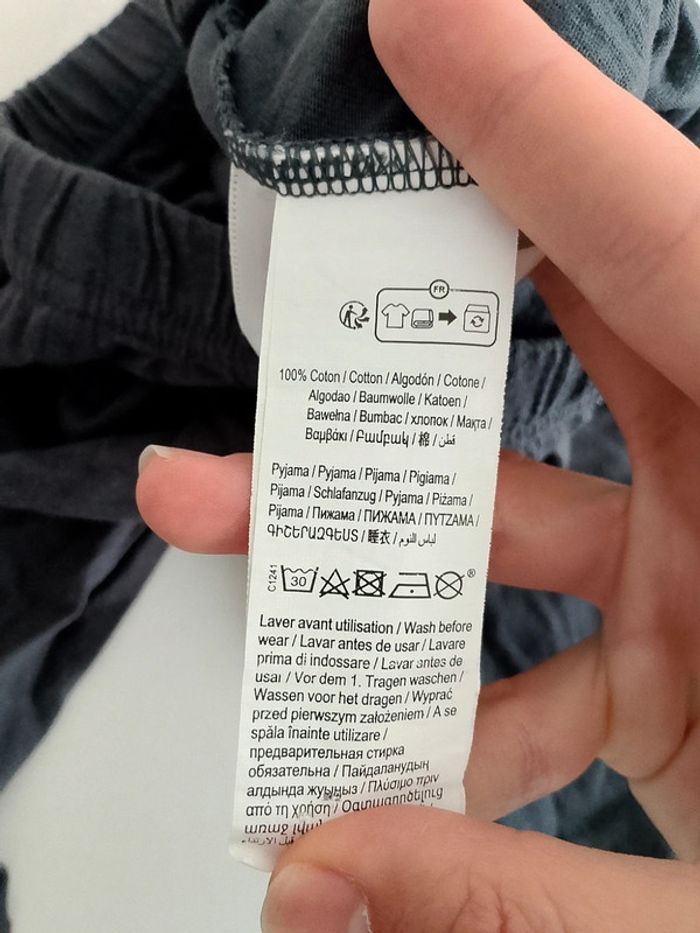 FR
100% Coton / Cotton / Algodón / Cotone /
Algodao / Baumwolle / Katoen /
Bawełna / Bumbac / хлопок / Мақта /
Βαμβάκι / Բամբակ / 棉 / قطن
Pyjama / Pyjama / Pijama / Pigiama /
Pijama / Schlafanzug / Pyjama / Piżama /
Pijama / Пижама / ПИЖАМА / ΠΥΤΖΑΜΑ /
ԳԻՇԵՐԱԶԳԵՍՏ / 睡衣 / لباس النوم
C1241
30
®
Laver avant utilisation / Wash before
wear / Lavar antes de usar / Lavare
prima di indossare / Lavar antes de
usar / Vor dem 1. Tragen waschen /
Wassen voor het dragen / Wyprać
przed pierwszym założeniem / A se
spăla înainte utilizare /
предварительная стирка
обязательна / Пайдаланудың
алдында жуыңыз / Πλύσιμο πριν
από τη χρήση /
առաջ